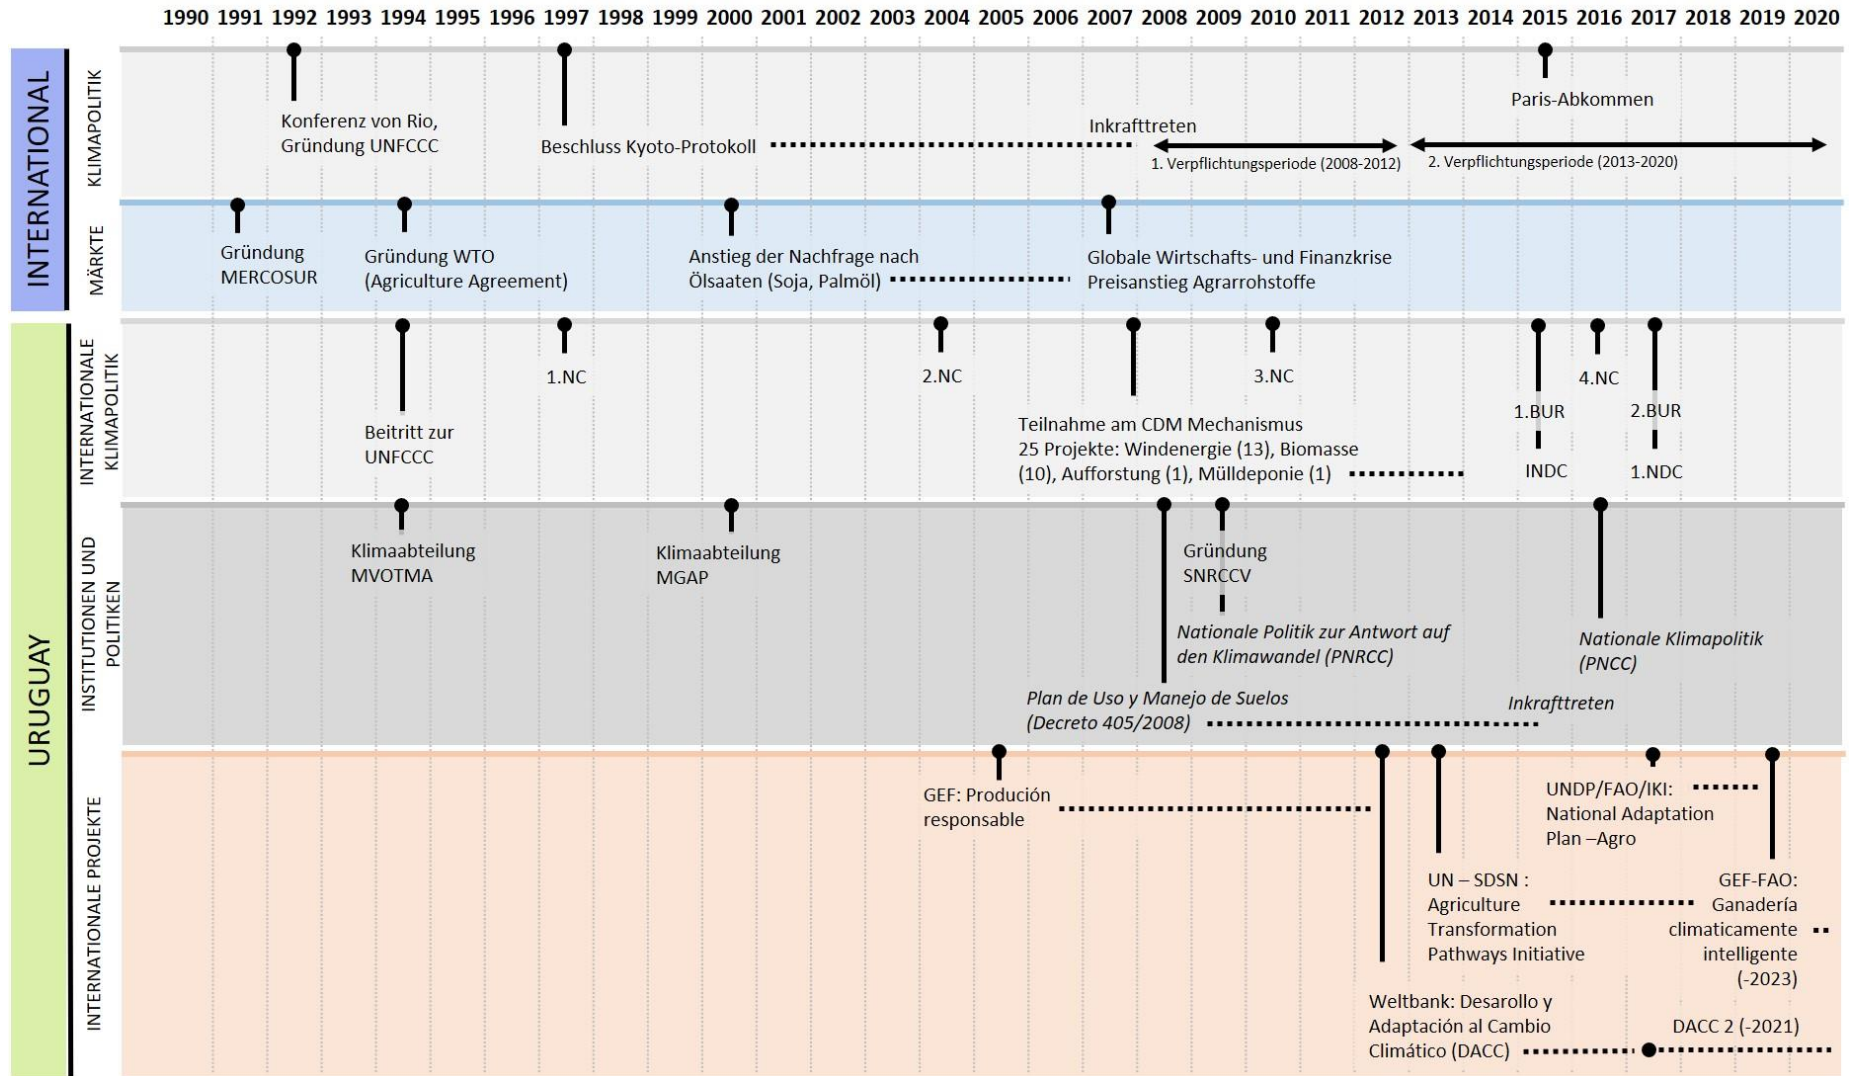 1990 1991 1992 1993 1994 1995 1996 1997 1998 1999 2000 2001 2002 2003 2004 2005 2006 2007 2008 2009 2010 2011 2012 2013 2014 2015 2016 2017 2018 2019 2020
INTERNATIONAL
KLIMAPOLITIK
Konferenz von Rio,
Gründung UNFCCC
Beschluss Kyoto-Protokoll
Inkrafttreten
1. Verpflichtungsperiode (2008-2012)
2. Verpflichtungsperiode (2013-2020)
Paris-Abkommen
MÄRKTE
Gründung
MERCOSUR
Gründung WTO
(Agriculture Agreement)
Anstieg der Nachfrage nach
Ölsaaten (Soja, Palmöl)
Globale Wirtschafts- und Finanzkrise
Preisanstieg Agrarrohstoffe
URUGUAY
INTERNATIONALE
KLIMAPOLITIK
Beitritt zur
UNFCCC
1.NC
2.NC
Teilnahme am CDM Mechanismus
25 Projekte: Windenergie (13), Biomasse
(10), Aufforstung (1), Mülldeponie (1)
3.NC
1.BUR
INDC
4.NC
2.BUR
1.NDC
INSTITUTIONEN UND
POLITIKEN
Klimaabteilung
MVOTMA
Klimaabteilung
MGAP
Gründung
SNRCCV
Nationale Politik zur Antwort auf
den Klimawandel (PNRCC)
Plan de Uso y Manejo de Suelos
(Decreto 405/2008)
Inkrafttreten
Nationale Klimapolitik
(PNCC)
INTERNATIONALE PROJEKTE
GEF: Produción
responsable
UNDP/FAO/IKI:
National Adaptation
Plan –Agro
UN – SDSN :
Agriculture
Transformation
Pathways Initiative
GEF-FAO:
Ganadería
climaticamente
intelligente
(-2023)
Weltbank: Desarollo y
Adaptación al Cambio
Climático (DACC)
DACC 2 (-2021)